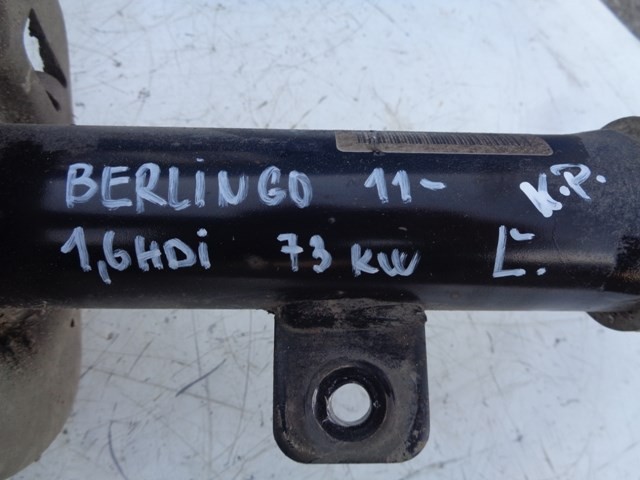 BERLiNGO 11- K.P.
1,6HDi 73 KW Ľ.